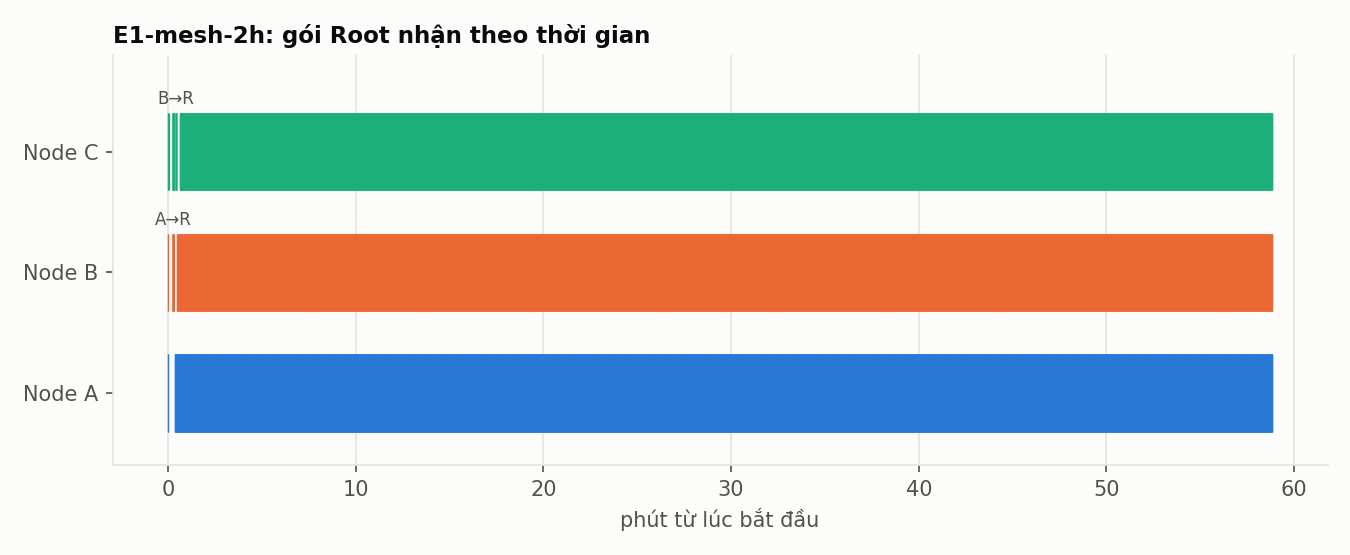 E1-mesh-2h: gói Root nhận theo thời gian
B→R
Node C
A→R
Node B
Node A
0 10 20 30 40 50 60
phút từ lúc bắt đầu